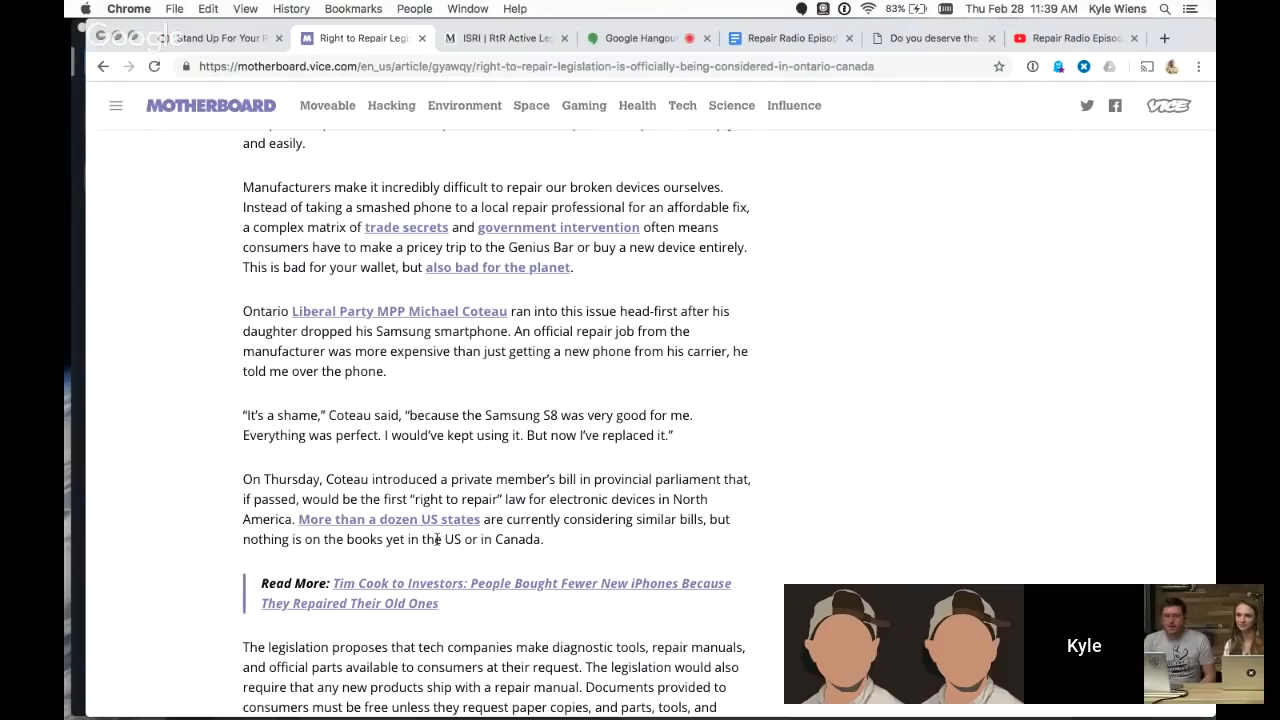 Chrome File Edit View History Bookmarks People Window Help 83% Thu Feb 28 11:39 AM Kyle Wiens
Google
Stand Up For Your R Right to Repair Legis ISRI | RtR Active Leg Google Hangou Repair Radio Episod Do you deserve the Repair Radio Episod
https://motherboard.vice.com/en_us/article/gyawqy/right-to-repair-legislation-is-officially-being-considered-in-ontario-canada
MOTHERBOARD Moveable Hacking Environment Space Gaming Health Tech Science Influence VICE
and easily.
Manufacturers make it incredibly difficult to repair our broken devices ourselves.
Instead of taking a smashed phone to a local repair professional for an affordable fix,
a complex matrix of trade secrets and government intervention often means
consumers have to make a pricey trip to the Genius Bar or buy a new device entirely.
This is bad for your wallet, but also bad for the planet.
Ontario Liberal Party MPP Michael Coteau ran into this issue head-first after his
daughter dropped his Samsung smartphone. An official repair job from the
manufacturer was more expensive than just getting a new phone from his carrier, he
told me over the phone.
“It’s a shame,” Coteau said, “because the Samsung S8 was very good for me.
Everything was perfect. I would’ve kept using it. But now I’ve replaced it.”
On Thursday, Coteau introduced a private member’s bill in provincial parliament that,
if passed, would be the first “right to repair” law for electronic devices in North
America. More than a dozen US states are currently considering similar bills, but
nothing is on the books yet in the US or in Canada.
Read More: Tim Cook to Investors: People Bought Fewer New iPhones Because
They Repaired Their Old Ones
The legislation proposes that tech companies make diagnostic tools, repair manuals,
and official parts available to consumers at their request. The legislation would also
require that any new products ship with a repair manual. Documents provided to
consumers must be free unless they request paper copies, and parts, tools, and
Kyle